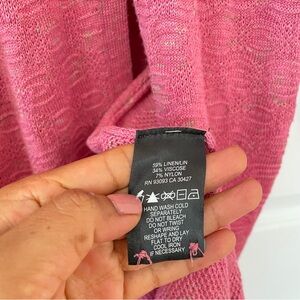 59% LINEN/LIN
34% VISCOSE
7% NYLON
RN 93093 CA 30427
HAND WASH COLD
SEPARATELY
DO NOT BLEACH
DO NOT TWIST
OR WRING
RESHAPE AND LAY
FLAT TO DRY
COOL IRON
IF NECESSARY